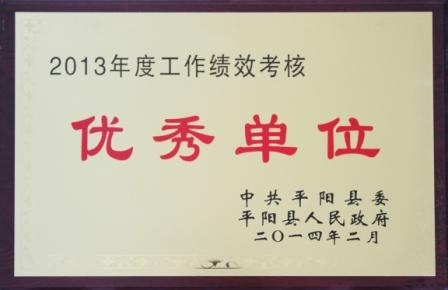 2013年度工作绩效考核
优秀单位
中共平阳县委
平阳县人民政府
二〇一四年二月